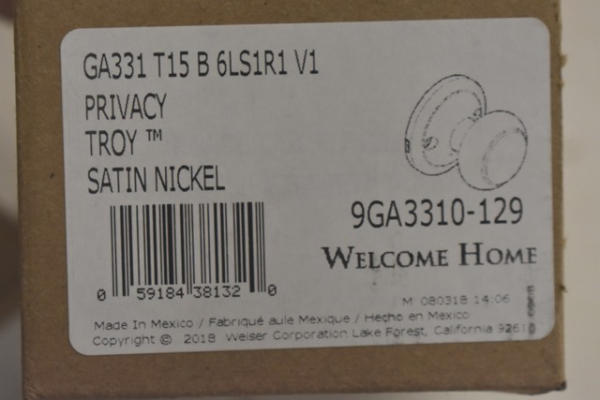 GA331 T15 B 6LS1R1 V1
PRIVACY
TROY ™
SATIN NICKEL
9GA3310-129
WELCOME HOME
0 59184 38132 0
M 080318 14:06
Made In Mexico / Fabriqué aule Mexique / Hecho en Mexico
Copyright © 2018 Weiser Corporation Lake Forest, California